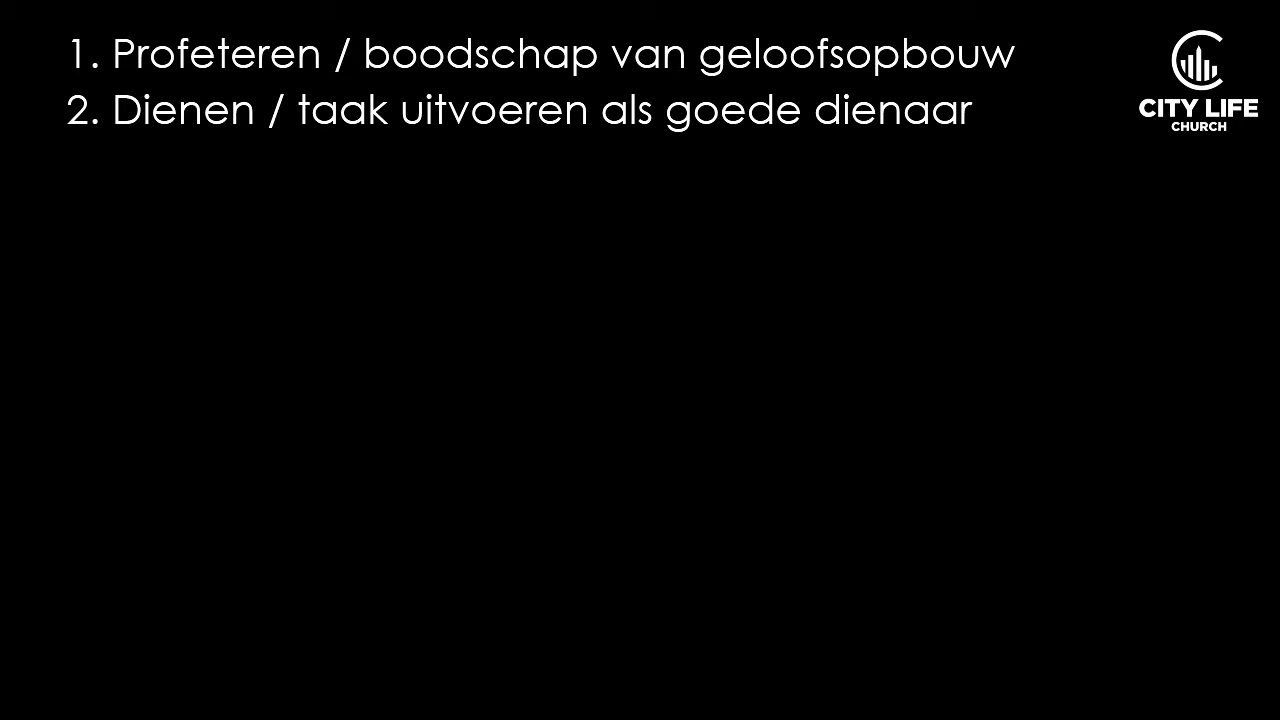 1. Profeteren / boodschap van geloofsopbouw
2. Dienen / taak uitvoeren als goede dienaar
CITY LIFE
CHURCH